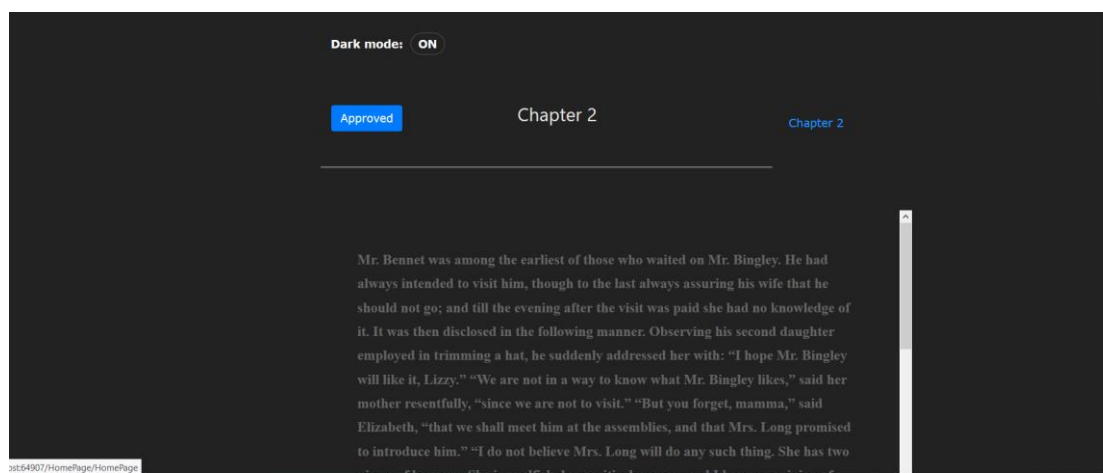 Dark mode: ON
Approved
Chapter 2
Chapter 2
Mr. Bennet was among the earliest of those who waited on Mr. Bingley. He had
always intended to visit him, though to the last always assuring his wife that he
should not go; and till the evening after the visit was paid she had no knowledge of
it. It was then disclosed in the following manner. Observing his second daughter
employed in trimming a hat, he suddenly addressed her with: “I hope Mr. Bingley
will like it, Lizzy.” “We are not in a way to know what Mr. Bingley likes,” said her
mother resentfully, “since we are not to visit.” “But you forget, mamma,” said
Elizabeth, “that we shall meet him at the assemblies, and that Mrs. Long promised
to introduce him.” “I do not believe Mrs. Long will do any such thing. She has two
ost:64907/HomePage/HomePage